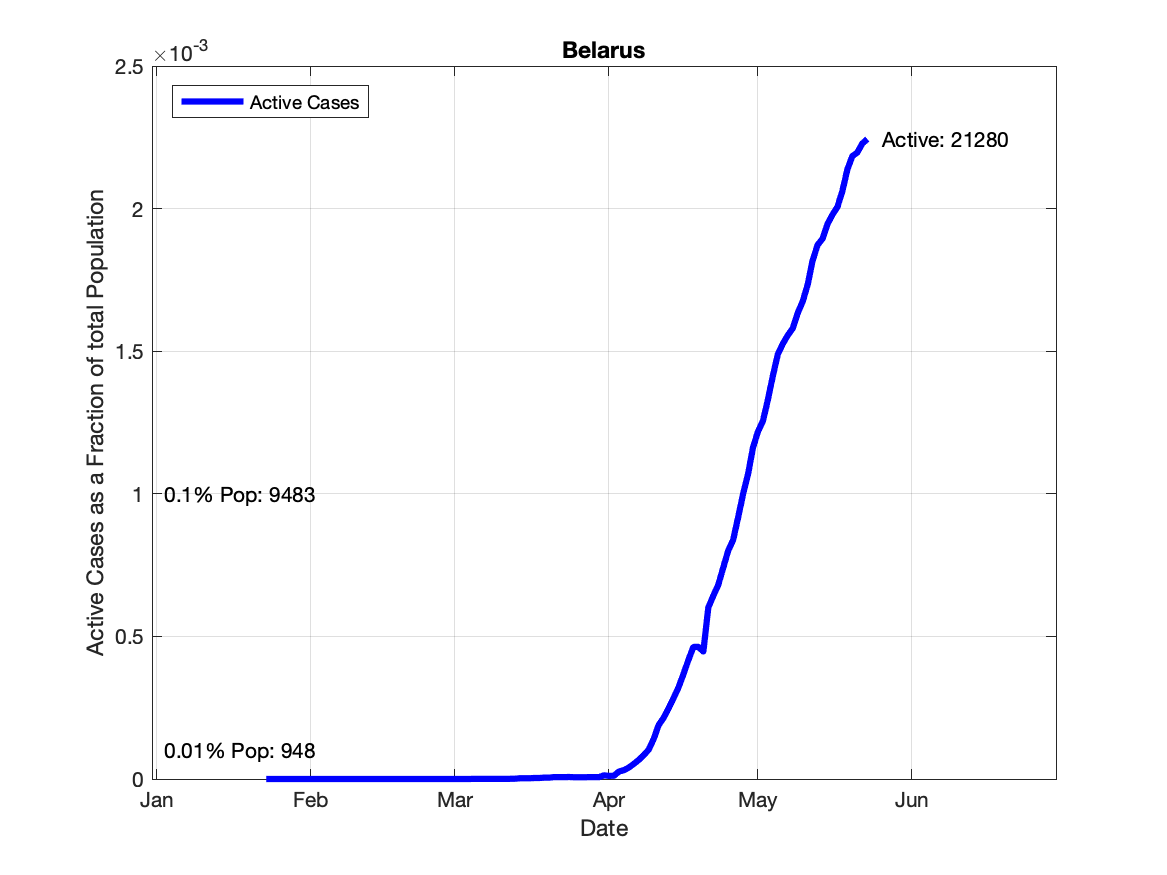 Belarus
×10-3
2.5
2
1.5
1
0.5
0
Active Cases as a Fraction of total Population
Active Cases
Active: 21280
0.1% Pop: 9483
0.01% Pop: 948
Jan Feb Mar Apr May Jun
Date